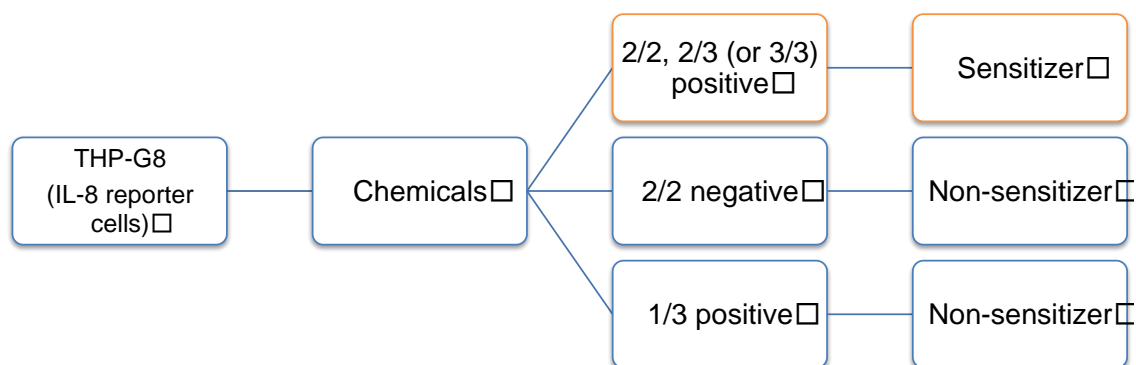 2/2, 2/3 (or 3/3)
positive□
Sensitizer□
THP-G8
(IL-8 reporter
cells)□
Chemicals□
2/2 negative□
Non-sensitizer□
1/3 positive□
Non-sensitizer□